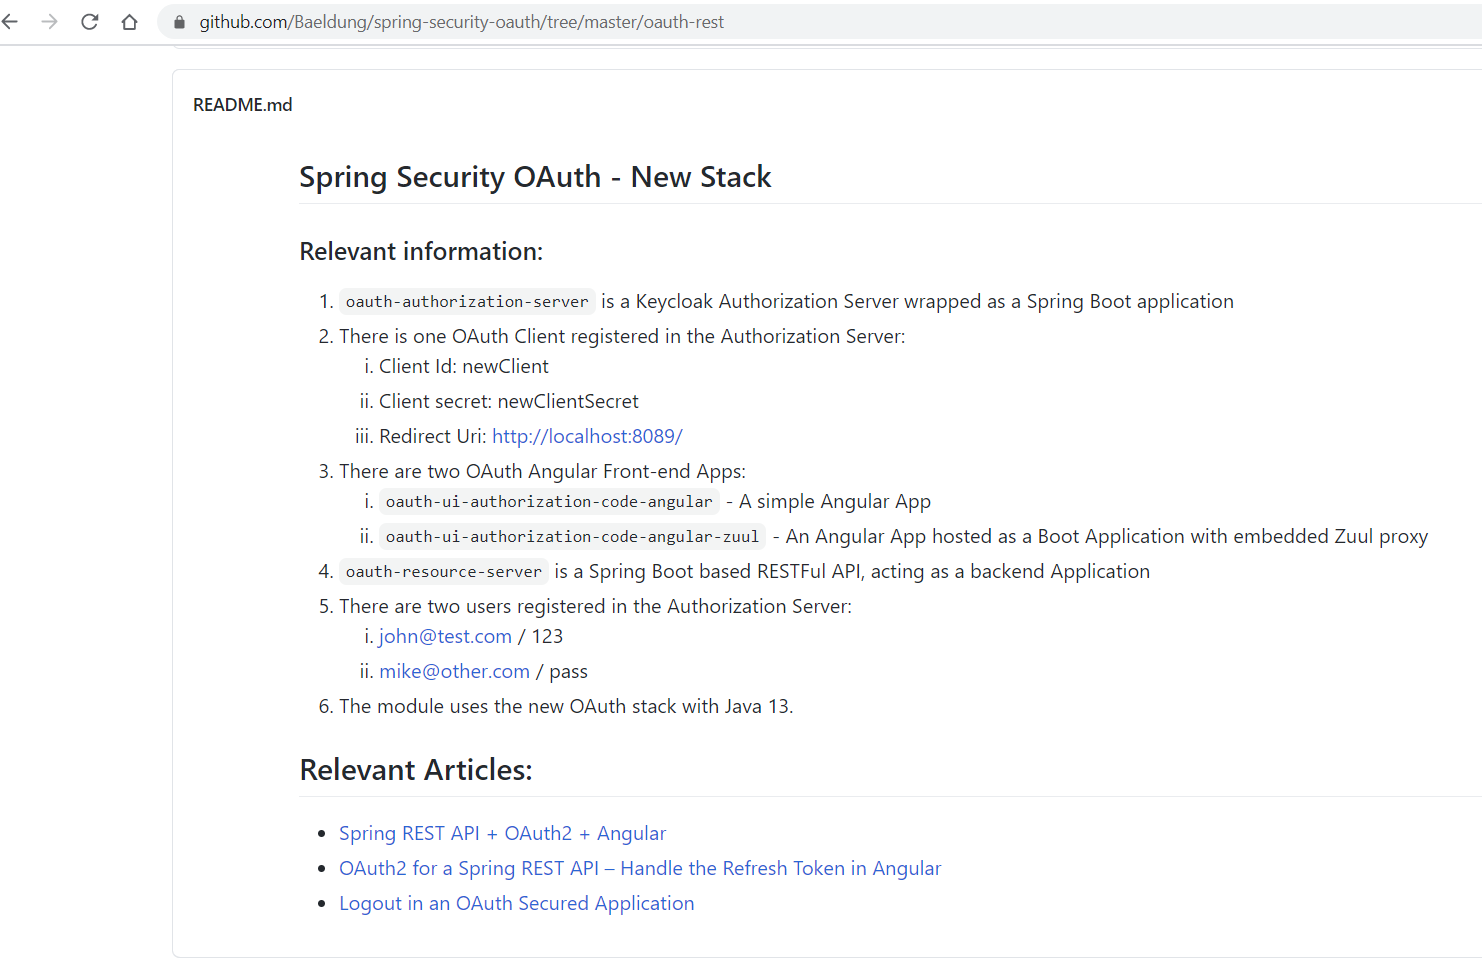 github.com/Baeldung/spring-security-oauth/tree/master/oauth-rest
README.md
Spring Security OAuth - New Stack
Relevant information:
1. oauth-authorization-server is a Keycloak Authorization Server wrapped as a Spring Boot application
2. There is one OAuth Client registered in the Authorization Server:
i. Client Id: newClient
ii. Client secret: newClientSecret
iii. Redirect Uri: http://localhost:8089/
3. There are two OAuth Angular Front-end Apps:
i. oauth-ui-authorization-code-angular - A simple Angular App
ii. oauth-ui-authorization-code-angular-zuul - An Angular App hosted as a Boot Application with embedded Zuul proxy
4. oauth-resource-server is a Spring Boot based RESTFul API, acting as a backend Application
5. There are two users registered in the Authorization Server:
i. john@test.com / 123
ii. mike@other.com / pass
6. The module uses the new OAuth stack with Java 13.
Relevant Articles:
• Spring REST API + OAuth2 + Angular
• OAuth2 for a Spring REST API – Handle the Refresh Token in Angular
• Logout in an OAuth Secured Application